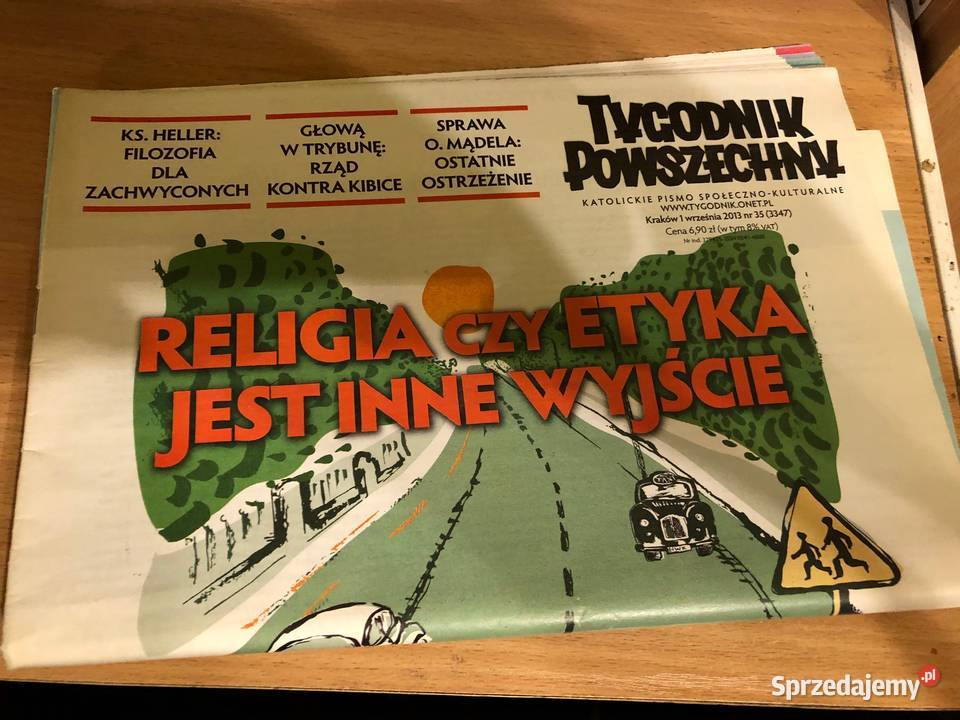 KS. HELLER:
FILOZOFIA
DLA
ZACHWYCONYCH
GŁOWĄ
W TRYBUNĘ:
RZĄD
KONTRA KIBICE
SPRAWA
O. MĄDELA:
OSTATNIE
OSTRZEŻENIE
TYGODNIK
POWSZECHNY
KATOLICKIE PISMO SPOŁECZNO-KULTURALNE
WWW.TYGODNIK.ONET.PL
Kraków 1 września 2013 nr 35 (3347)
Cena 6,90 zł (w tym 8% VAT)
Nr ind.
RELIGIA CZY ETYKA
JEST INNE WYJŚCIE
TAXI
Sprzedajemy.pl